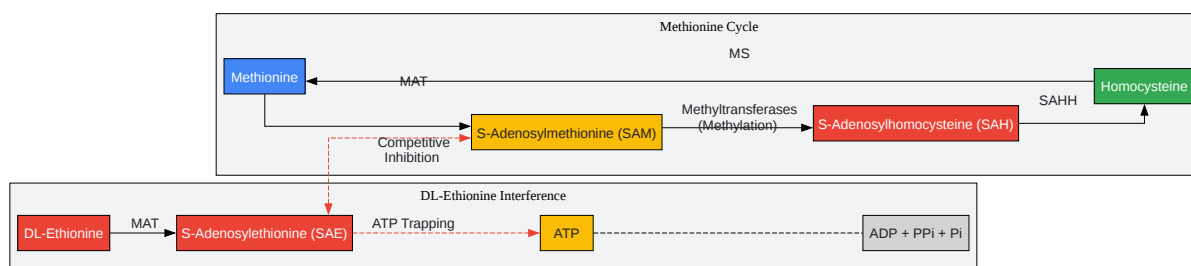 Methionine Cycle
MS
Methionine
MAT
Homocysteine
S-Adenosylmethionine (SAM)
Methyltransferases
(Methylation)
S-Adenosylhomocysteine (SAH)
SAHH
Competitive
Inhibition
DL-Ethionine Interference
DL-Ethionine
MAT
S-Adenosylethionine (SAE)
ATP Trapping
ATP
ADP + PPi + Pi